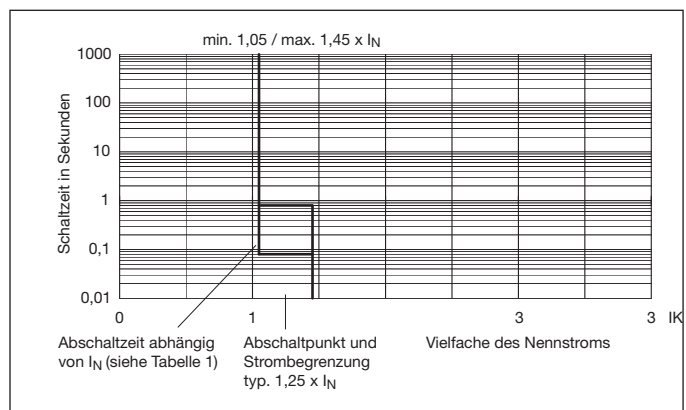 min. 1,05 / max. 1,45 x IN
Schaltzeit in Sekunden
1000
100
10
1
0,1
0,01
0
1
3
3
IK
Abschaltzeit abhängig
von IN (siehe Tabelle 1)
Abschaltpunkt und
Strombegrenzung
typ. 1,25 x IN
Vielfache des Nennstroms